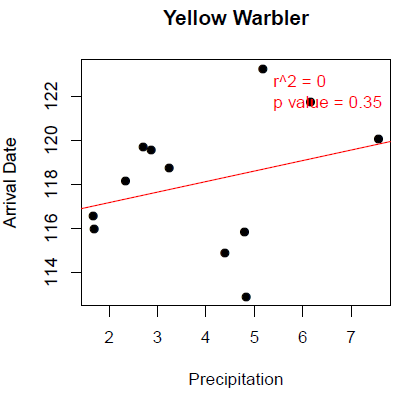 Yellow Warbler
r^2 = 0
p value = 0.35
Arrival Date
122
120
118
116
114
2 3 4 5 6 7
Precipitation